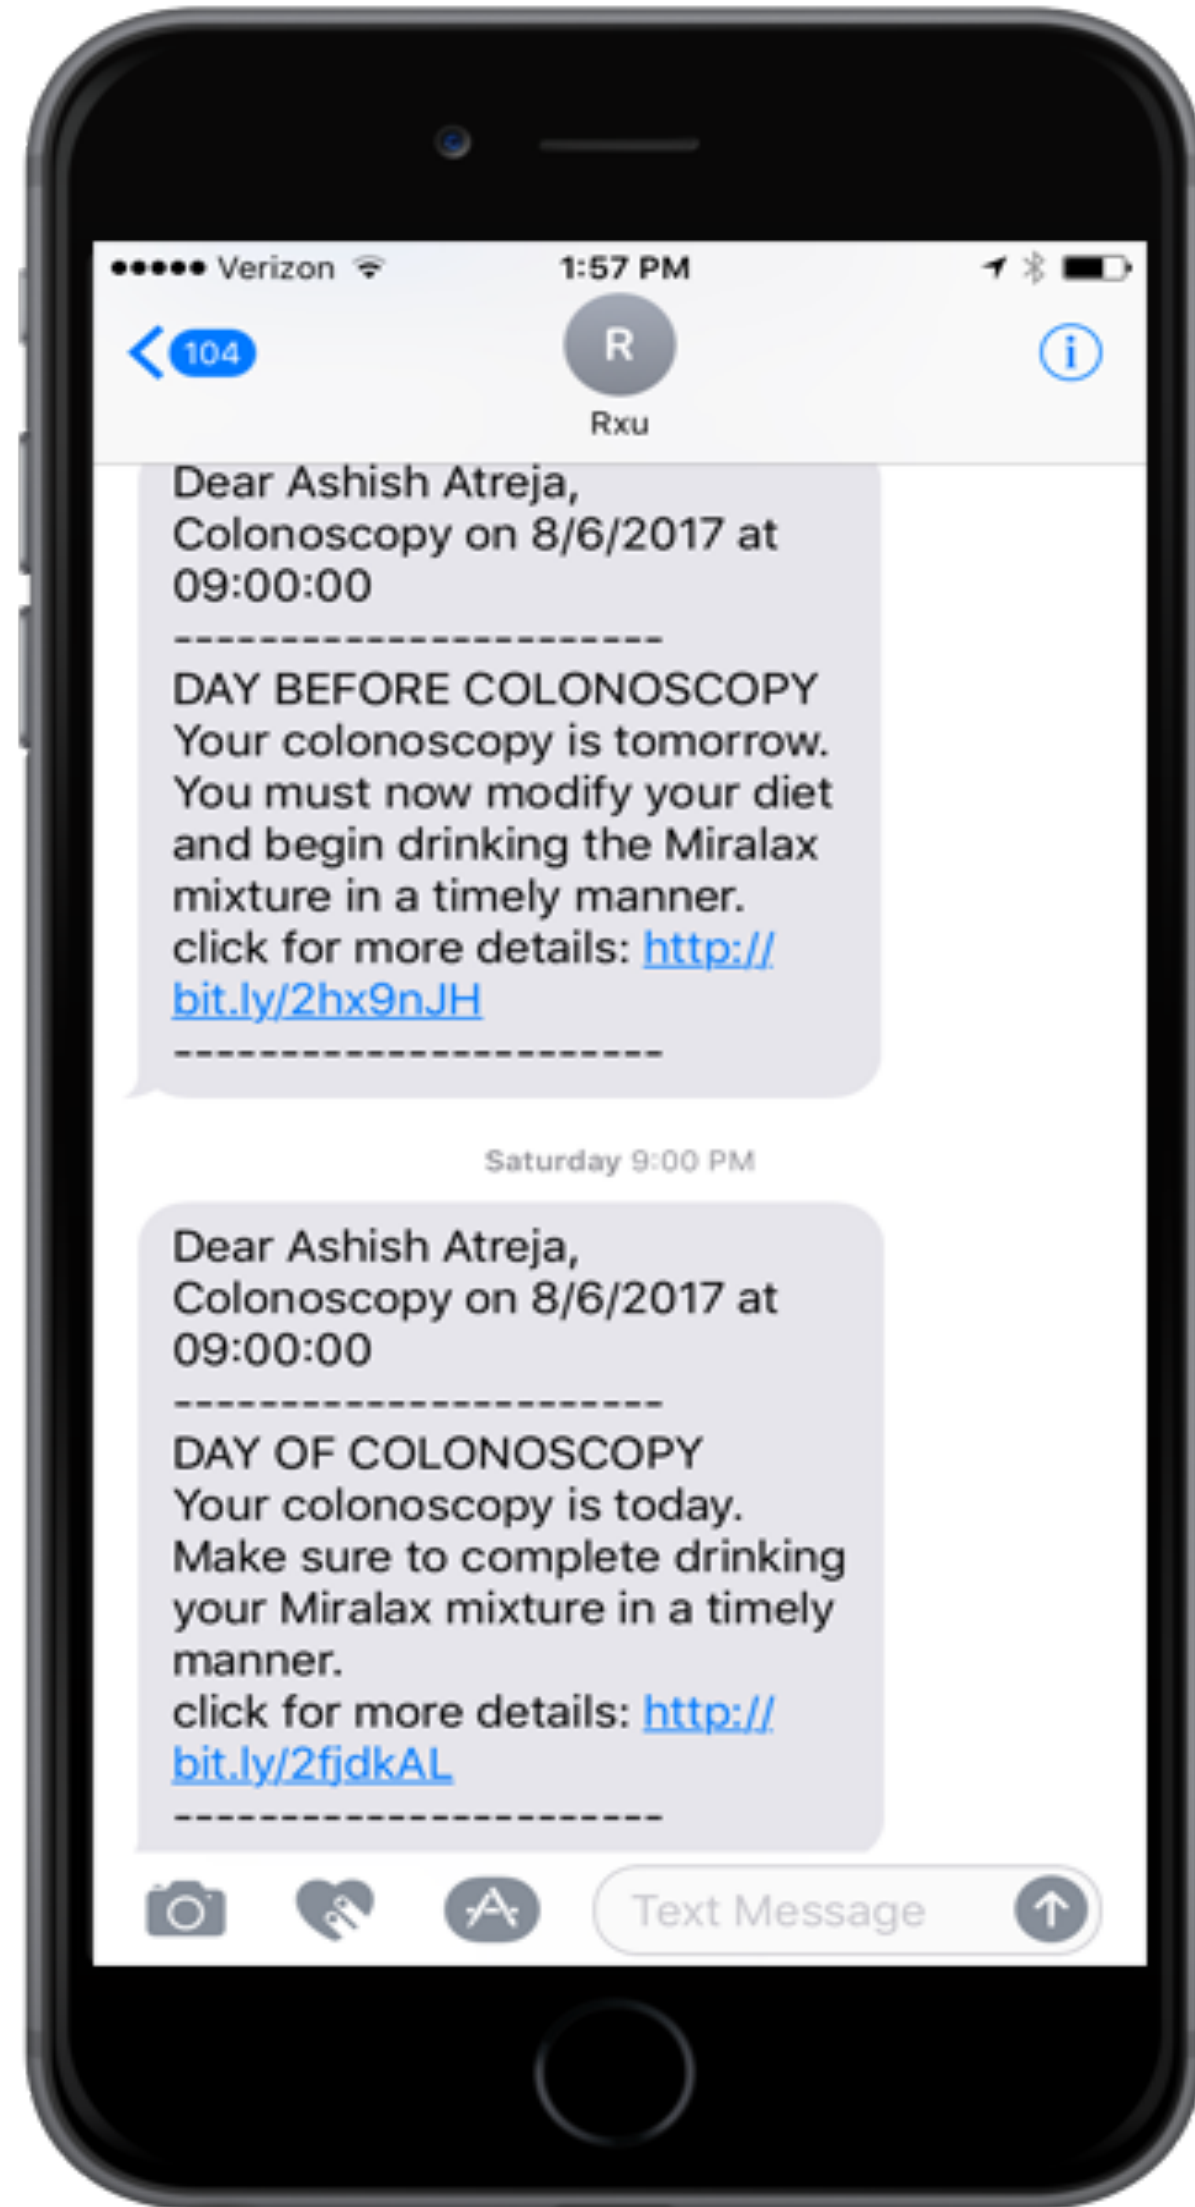 ●●●●● Verizon 1:57 PM
104
R
i
Rxu
Dear Ashish Atreja,
Colonoscopy on 8/6/2017 at
09:00:00
-----------------------
DAY BEFORE COLONOSCOPY
Your colonoscopy is tomorrow.
You must now modify your diet
and begin drinking the Miralax
mixture in a timely manner.
click for more details: http://
bit.ly/2hx9nJH
-----------------------
Saturday 9:00 PM
Dear Ashish Atreja,
Colonoscopy on 8/6/2017 at
09:00:00
-----------------------
DAY OF COLONOSCOPY
Your colonoscopy is today.
Make sure to complete drinking
your Miralax mixture in a timely
manner.
click for more details: http://
bit.ly/2fjdkAL
-----------------------
Text Message